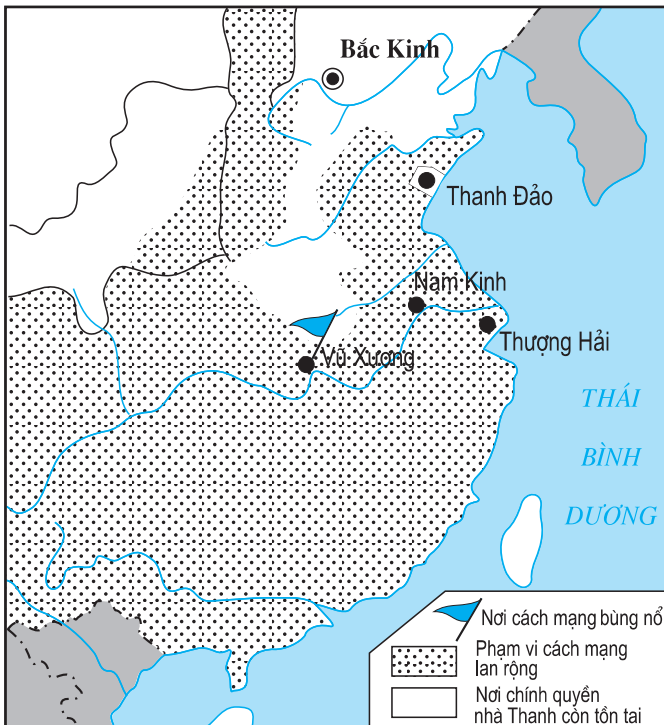 Bắc Kinh
Thanh Đảo
Nam Kinh
Thượng Hải
Vũ Xương
THÁI
BÌNH
DƯƠNG
Nơi cách mạng bùng nổ
Phạm vi cách mạng
lan rộng
Nơi chính quyền
nhà Thanh còn tồn tại